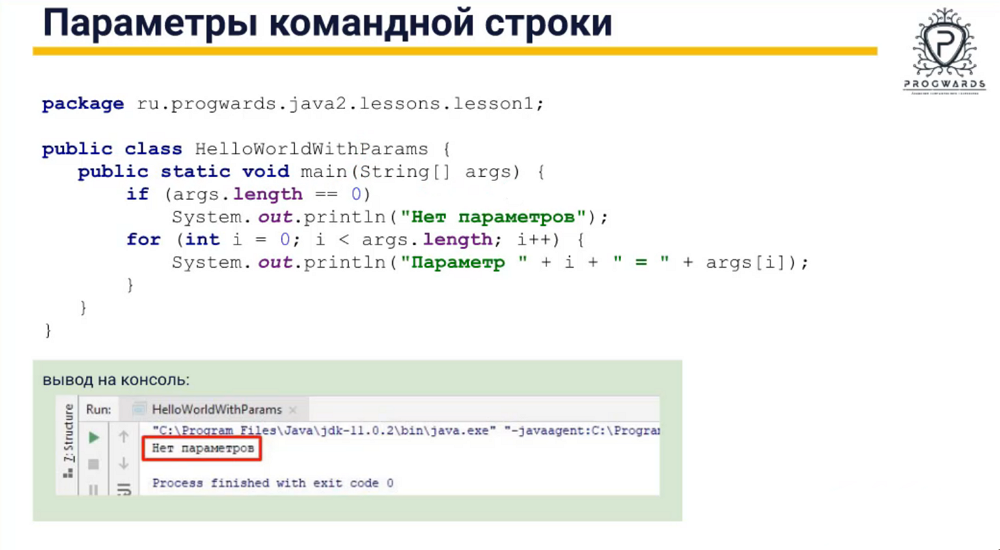 Параметры командной строки
PROGWARDS
package ru.progwards.java2.lessons.lesson1;
public class HelloWorldWithParams {
public static void main(String[] args) {
if (args.length == 0)
System.out.println("Нет параметров");
for (int i = 0; i < args.length; i++) {
System.out.println("Параметр " + i + " = " + args[i]);
}
}
}
вывод на консоль:
Z: Structure
Run: HelloWorldWithParams ×
"C:\Program Files\Java\jdk-11.0.2\bin\java.exe" "-javaagent:C:\Program
Нет параметров
Process finished with exit code 0